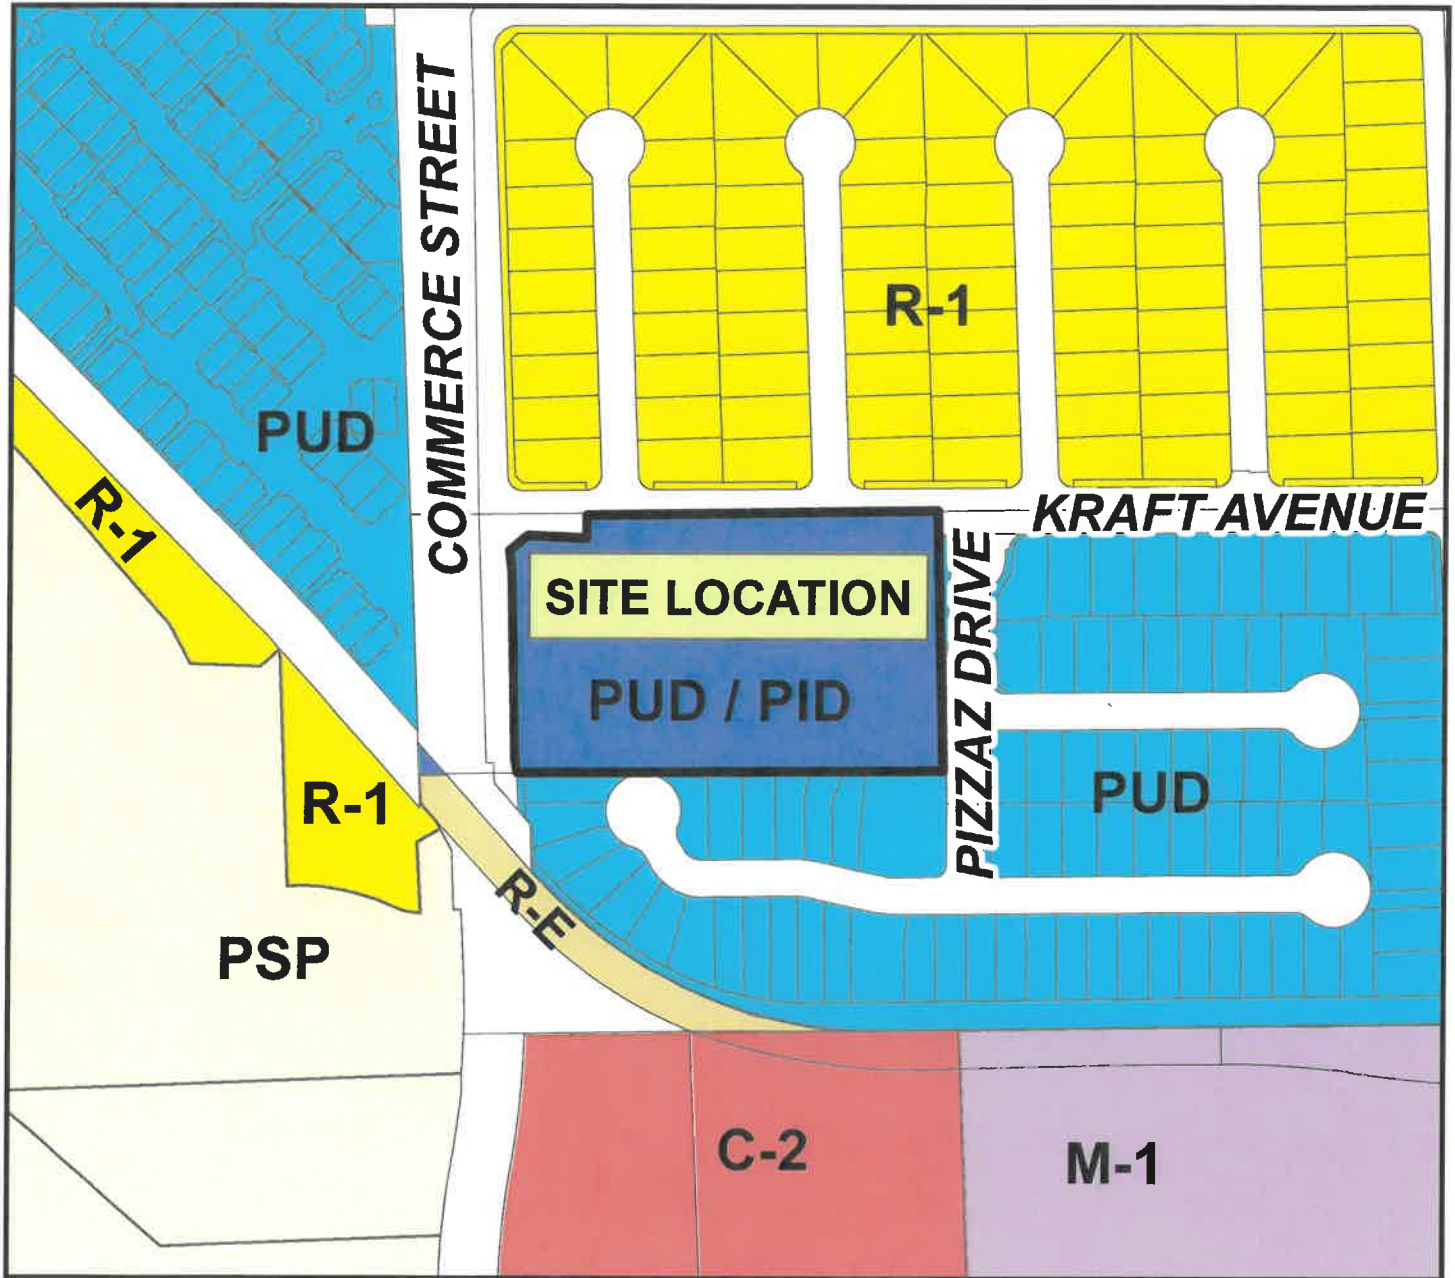 COMMERCE STREET
R-1
PUD
R-1
KRAFT AVENUE
SITE LOCATION
PUD / PID
PIZZAZ DRIVE
PUD
R-1
R-E
PSP
C-2
M-1